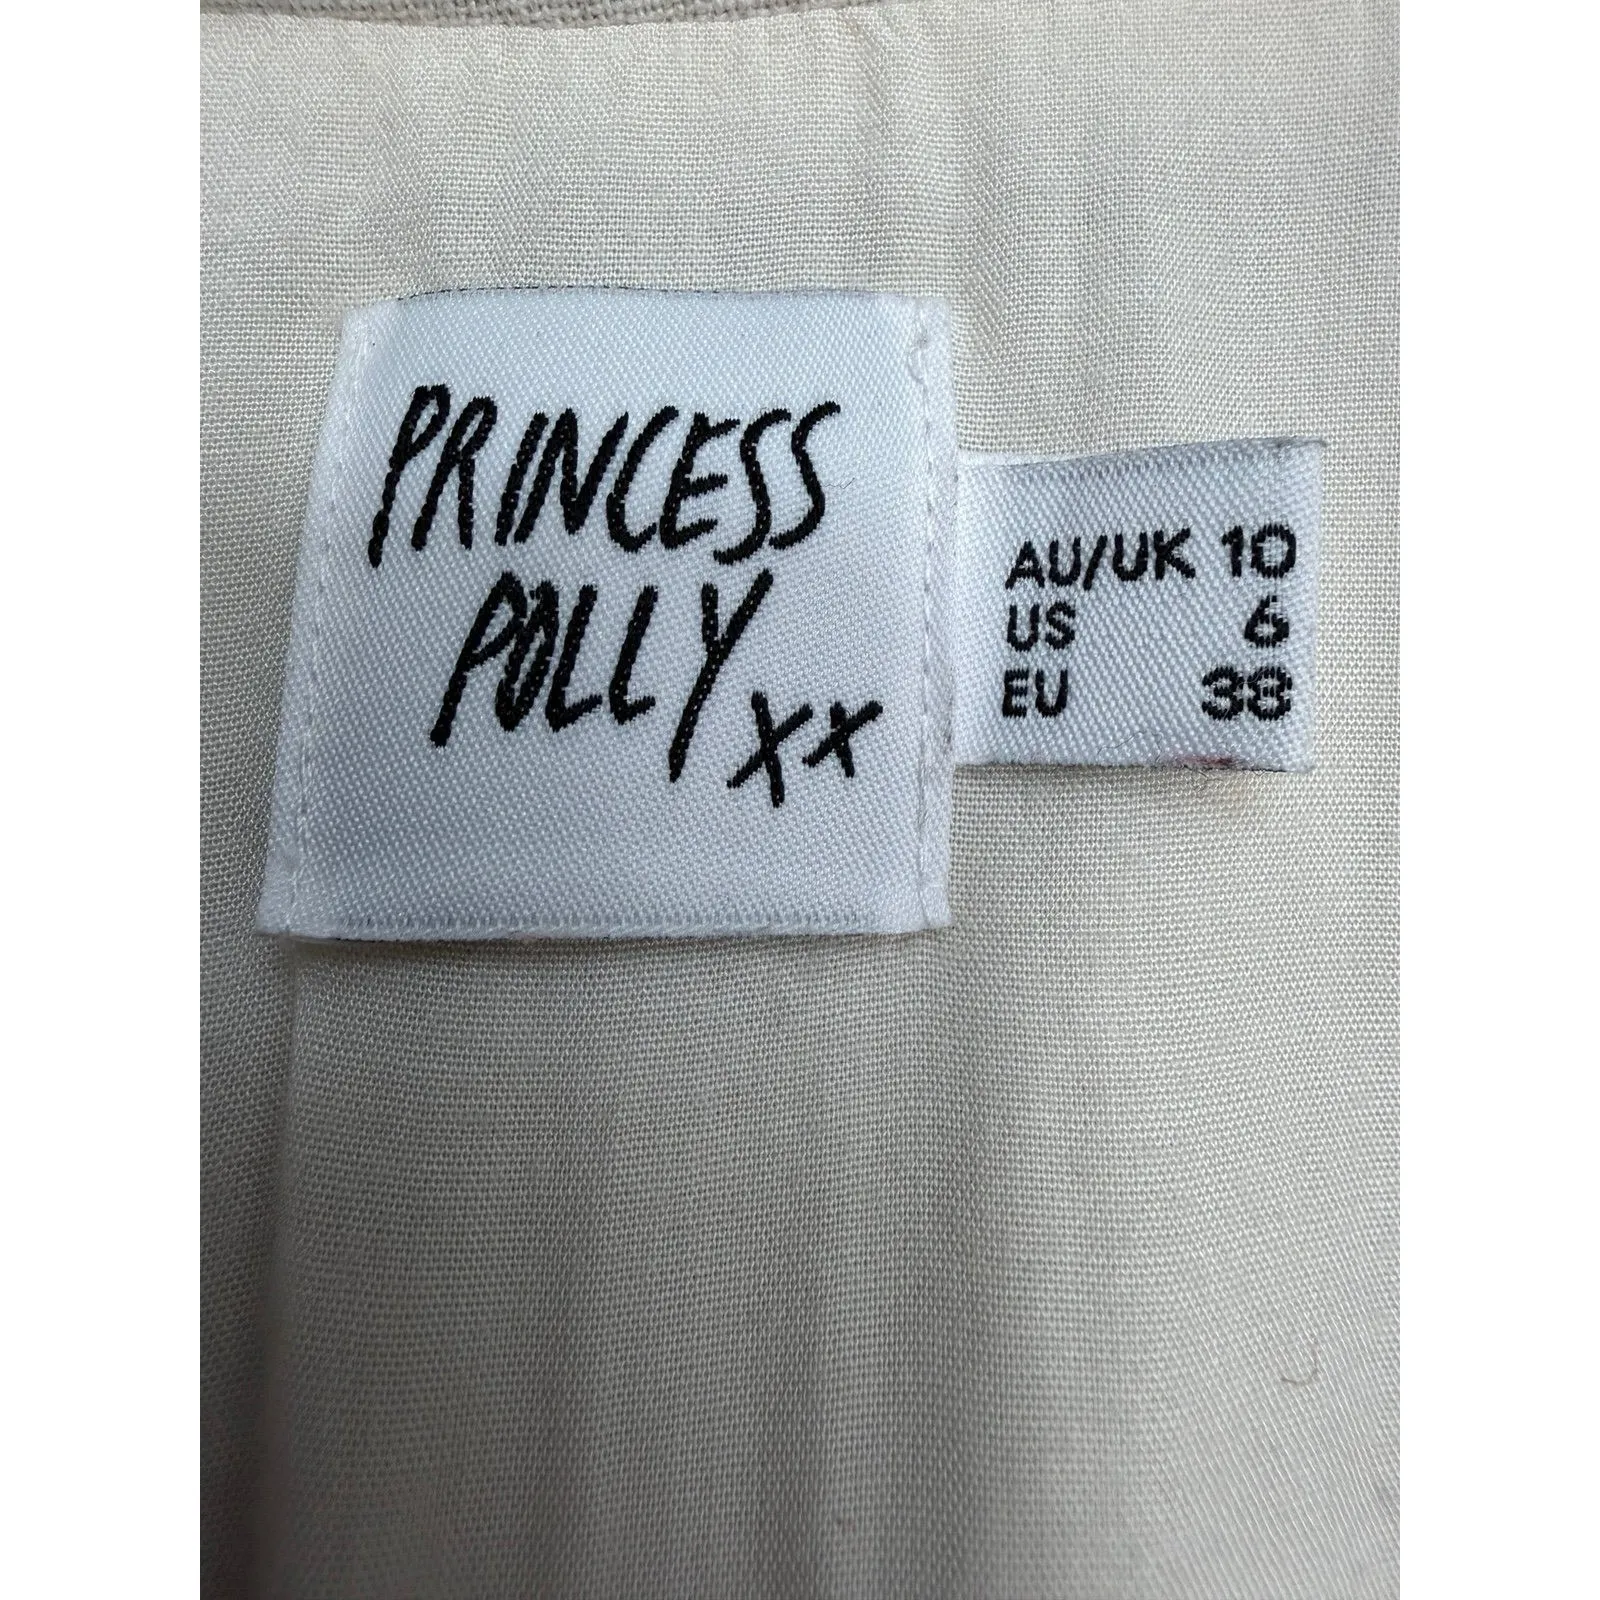 PRINCESS
POLLY xx
AU/UK 10
US 6
EU 38